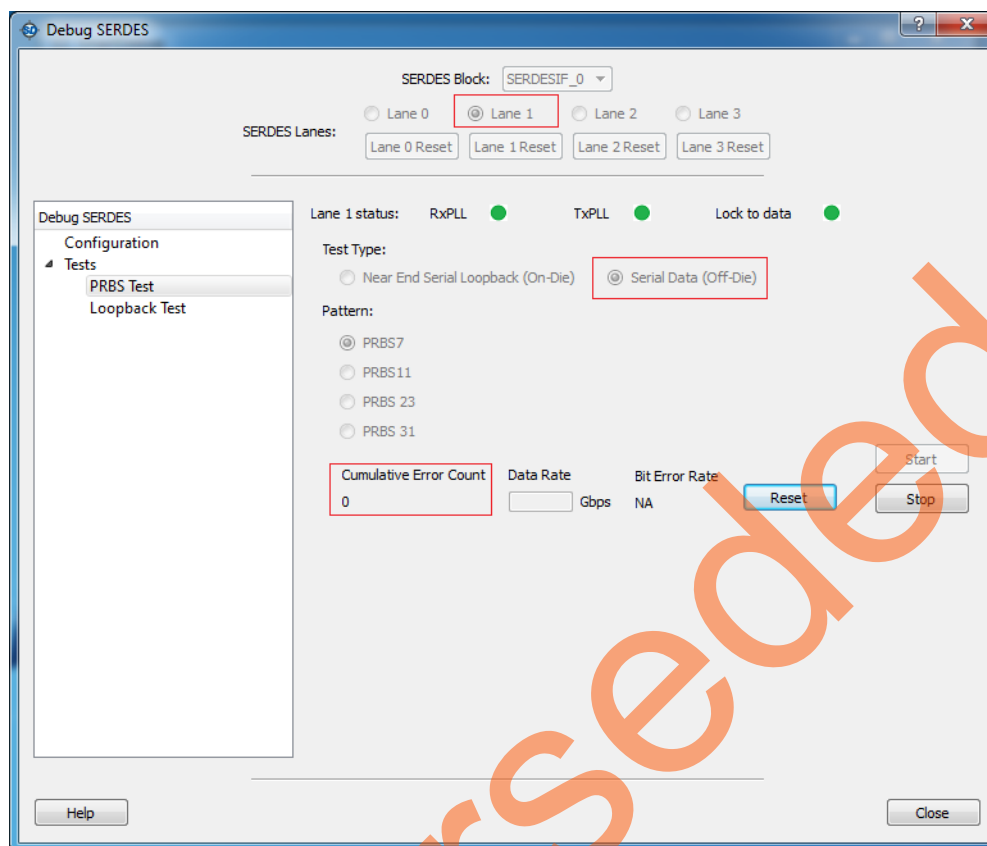 Debug SERDES
SERDES Block: SERDESIF_0
SERDES Lanes:
Lane 0 Lane 1 Lane 2 Lane 3
Lane 0 Reset Lane 1 Reset Lane 2 Reset Lane 3 Reset
Debug SERDES
Configuration
Tests
PRBS Test
Loopback Test
Lane 1 status: RxPLL TxPLL Lock to data
Test Type:
Near End Serial Loopback (On-Die) Serial Data (Off-Die)
Pattern:
PRBS7
PRBS11
PRBS 23
PRBS 31
Cumulative Error Count Data Rate Bit Error Rate
0 Gbps NA
Reset
Start
Stop
Help
Close
rseded